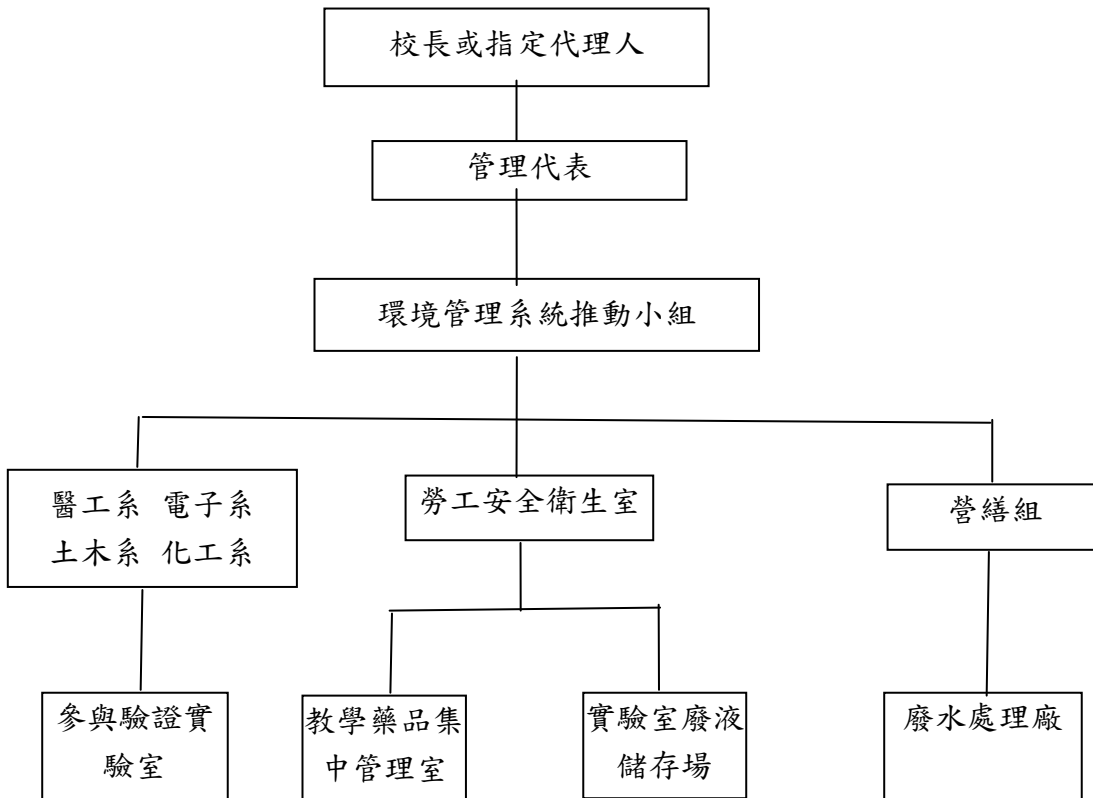 校長或指定代理人
管理代表
環境管理系統推動小組
醫工系 電子系
土木系 化工系
勞工安全衛生室
營繕組
參與驗證實
驗室
教學藥品集
中管理室
實驗室廢液
儲存場
廢水處理廠